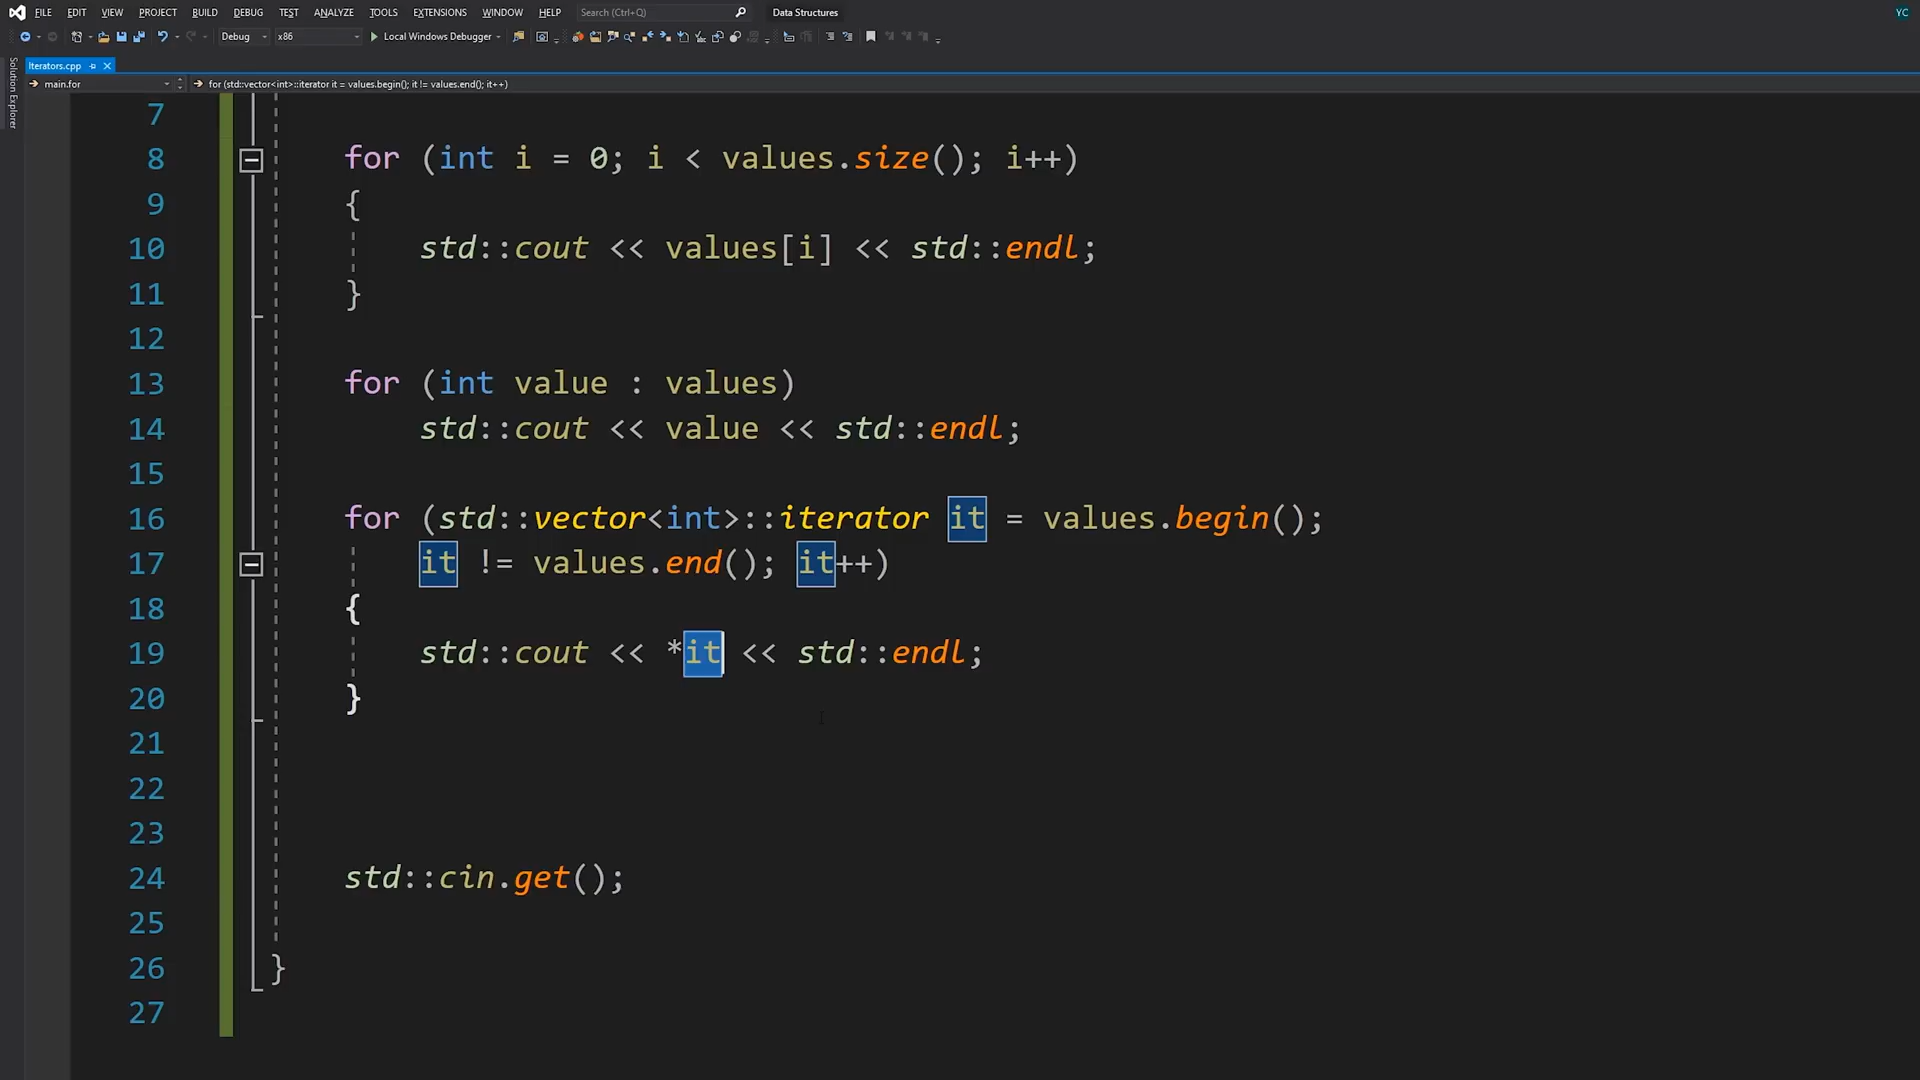 FILE EDIT VIEW PROJECT BUILD DEBUG TEST ANALYZE TOOLS EXTENSIONS WINDOW HELP Search (Ctrl+Q) Data Structures YC
Debug x86 Local Windows Debugger
Solution Explorer
Iterators.cpp
main.for for (std::vector<int>::iterator it = values.begin(); it != values.end(); it++)
7
8 for (int i = 0; i < values.size(); i++)
9 {
10 std::cout << values[i] << std::endl;
11 }
12
13 for (int value : values)
14 std::cout << value << std::endl;
15
16 for (std::vector<int>::iterator it = values.begin();
17 it != values.end(); it++)
18 {
19 std::cout << *it << std::endl;
20 }
21
22
23
24 std::cin.get();
25
26 }
27